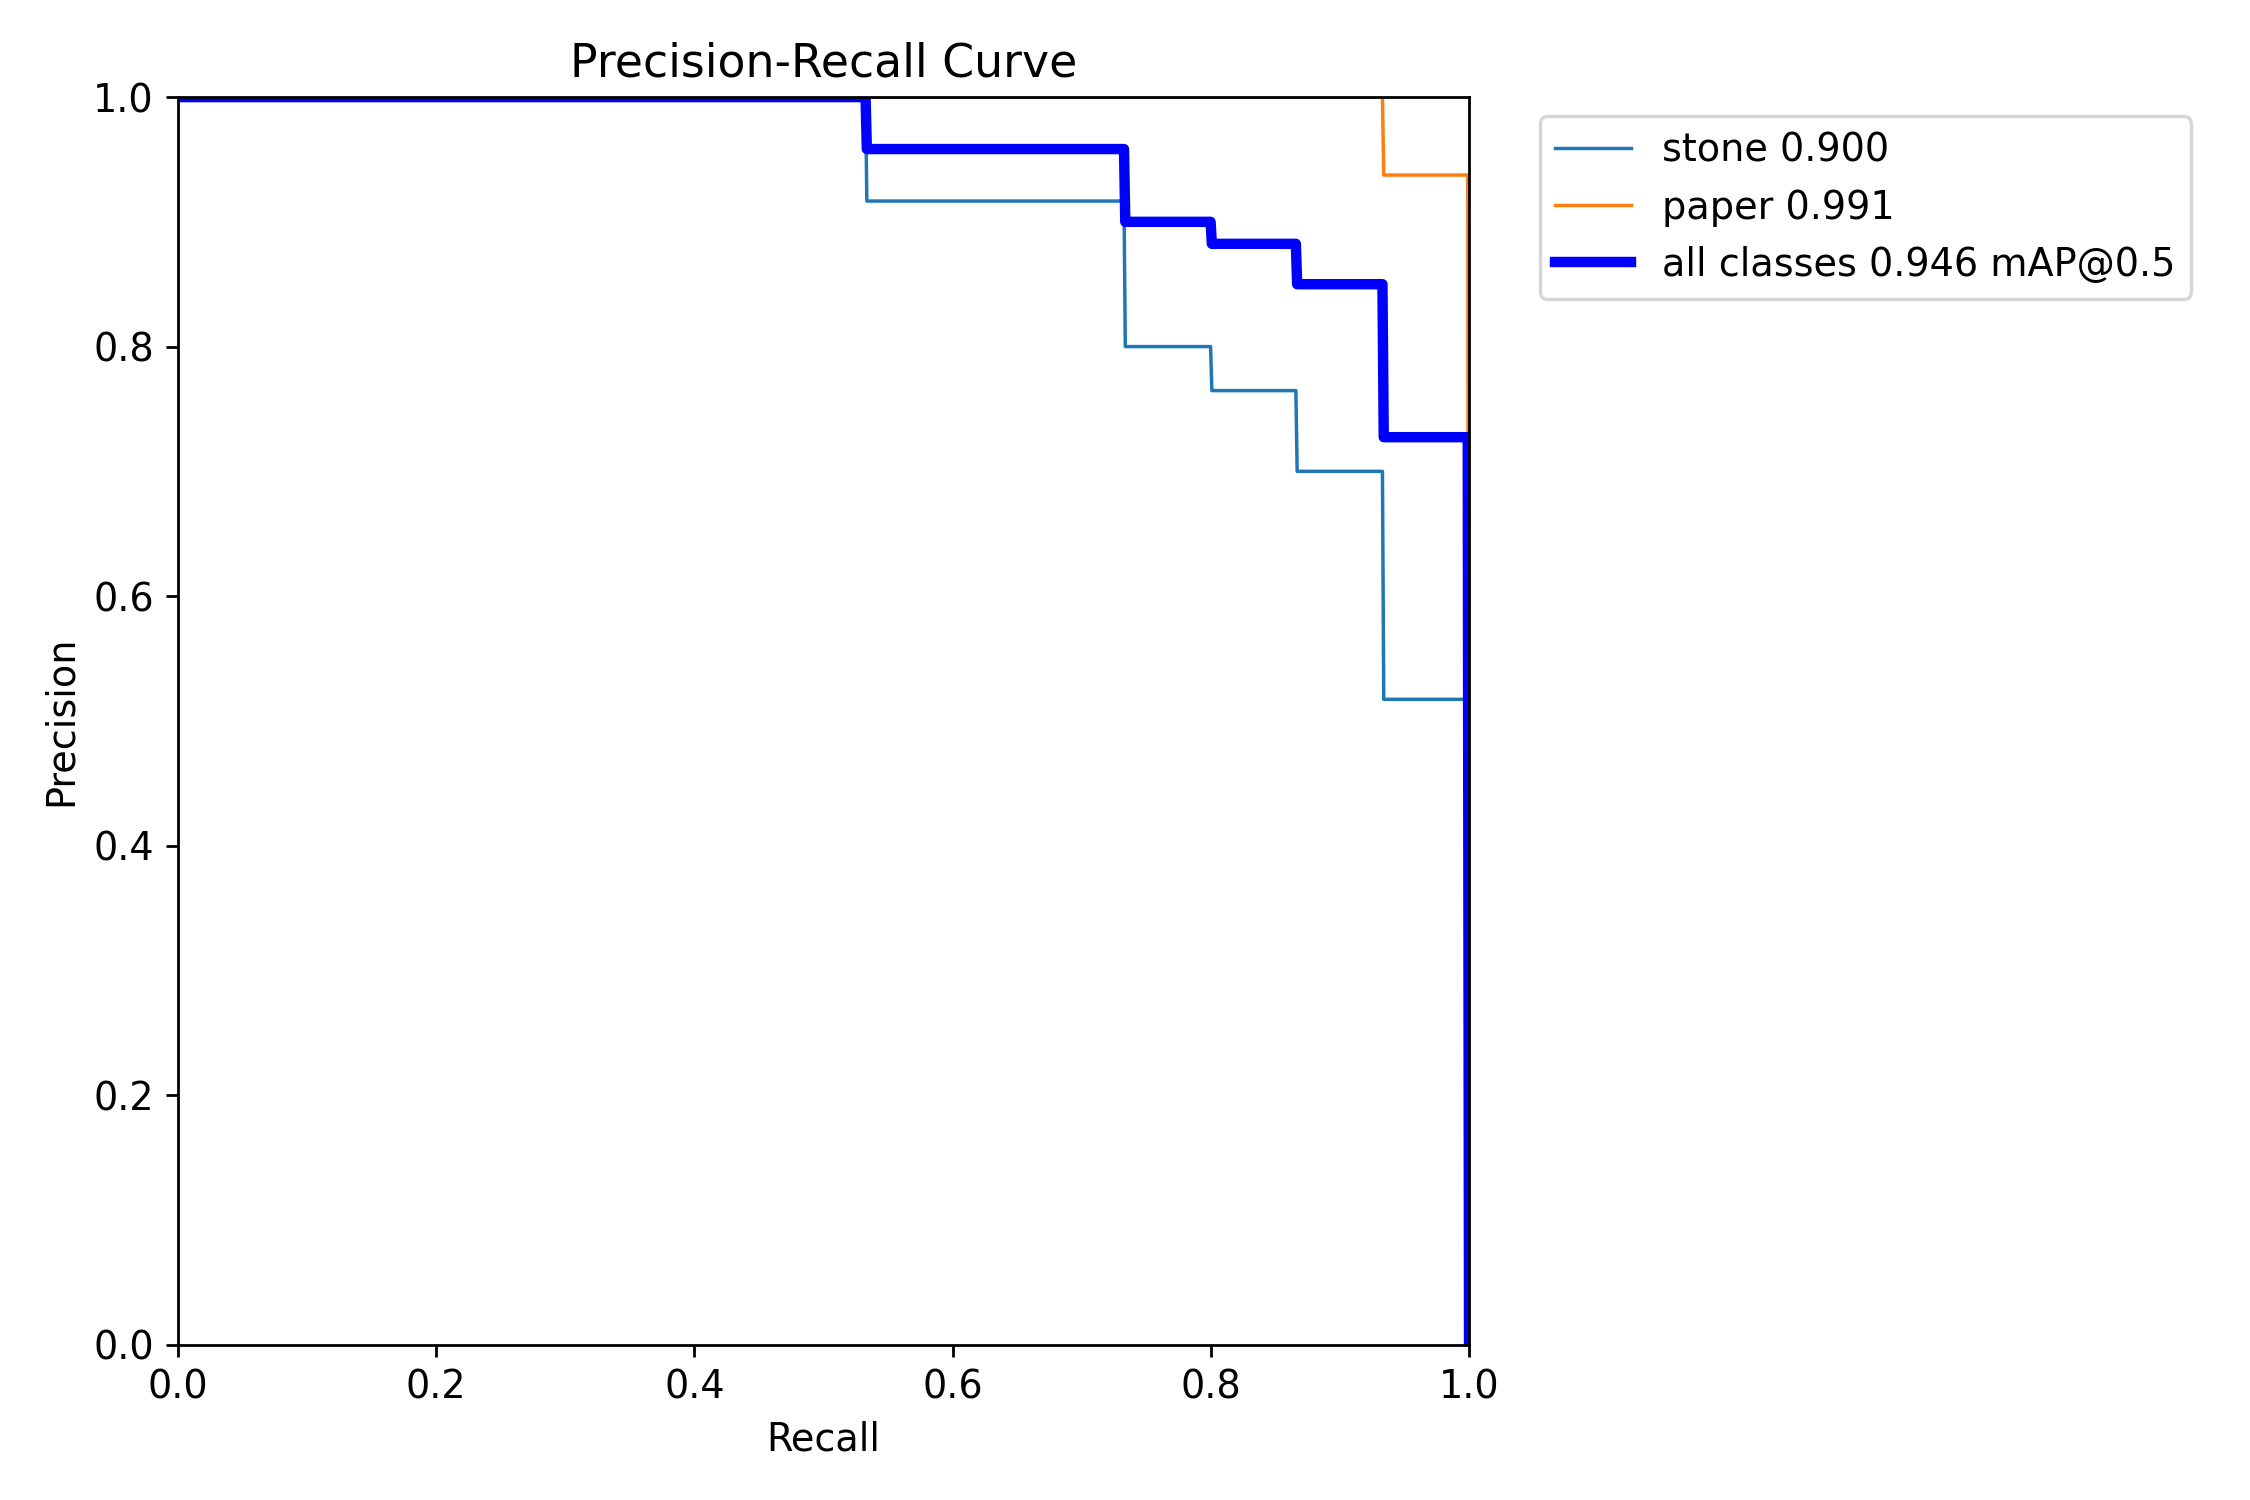 Precision-Recall Curve
1.0
0.8
0.6
0.4
0.2
0.0
Precision
0.0 0.2 0.4 0.6 0.8 1.0
Recall
stone 0.900
paper 0.991
all classes 0.946 mAP@0.5